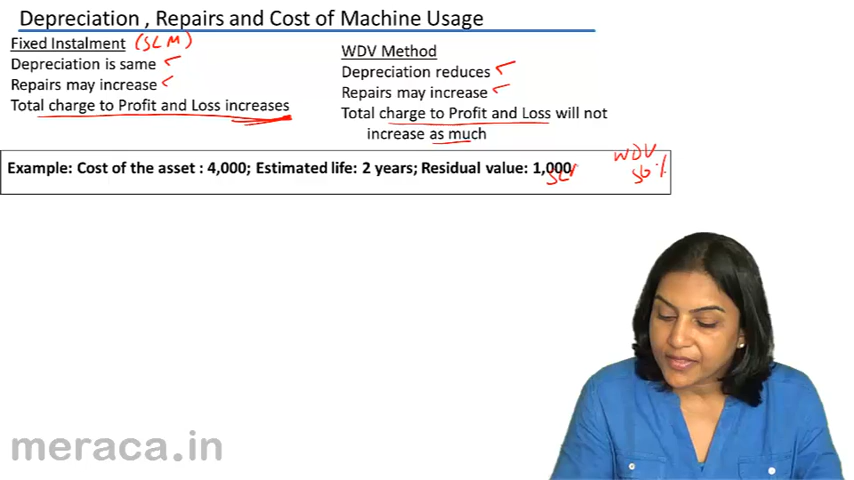 Depreciation , Repairs and Cost of Machine Usage
Fixed Instalment (SLM)
Depreciation is same
Repairs may increase
Total charge to Profit and Loss increases
WDV Method
Depreciation reduces
Repairs may increase
Total charge to Profit and Loss will not
increase as much
WDV
Example: Cost of the asset : 4,000; Estimated life: 2 years; Residual value: 1,000
50%
meraca.in